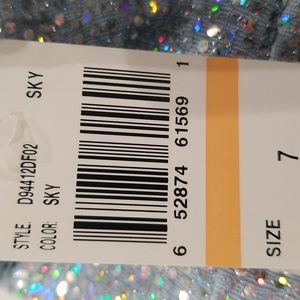 STYLE: D94412DF02
COLOR: SKY SKY
6 52874 61569 1
SIZE 7